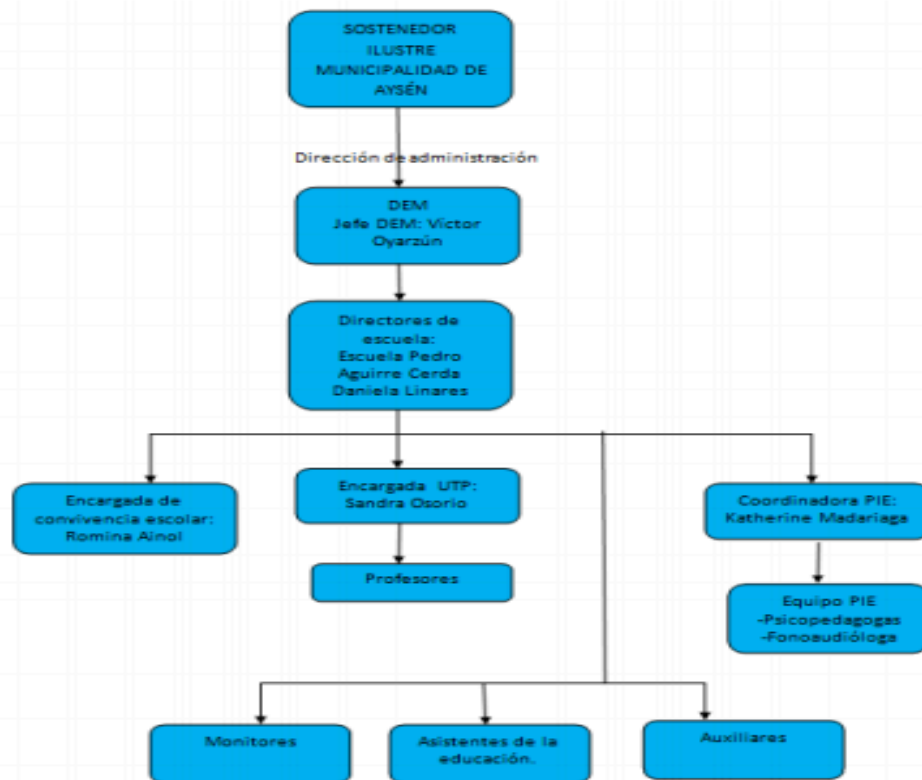 SOSTENEDOR
ILUSTRE
MUNICIPALIDAD DE
AYSÉN
Dirección de administración
DEM
Jefe DEM: Víctor
Oyarzún
Directores de
escuela:
Escuela Pedro
Aguirre Cerda
Daniela Linares
Encargada de
convivencia escolar:
Romina Ainol
Encargada UTP:
Sandra Osorio
Coordinadora PIE:
Katherine Madariaga
Profesores
Equipo PIE
-Psicopedagogas
-Fonoaudióloga
Monitores
Asistentes de la
educación.
Auxiliares